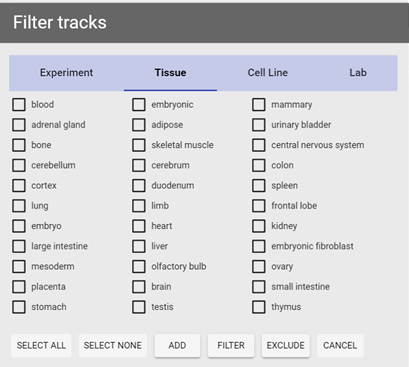 Filter tracks
Experiment Tissue Cell Line Lab
blood embryonic mammary
adrenal gland adipose urinary bladder
bone skeletal muscle central nervous system
cerebellum cerebrum colon
cortex duodenum spleen
lung limb frontal lobe
embryo heart kidney
large intestine liver embryonic fibroblast
mesoderm olfactory bulb ovary
placenta brain small intestine
stomach testis thymus
SELECT ALL SELECT NONE ADD FILTER EXCLUDE CANCEL